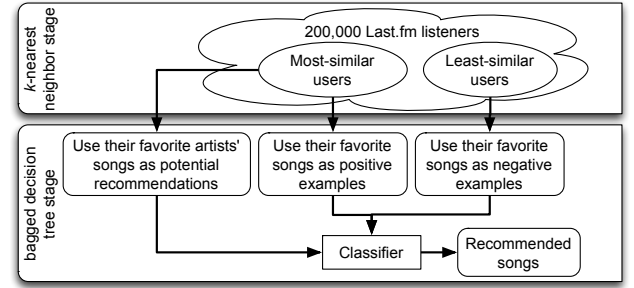 k-nearest
neighbor stage
200,000 Last.fm listeners
Most-similar
users
Least-similar
users
bagged decision
tree stage
Use their favorite artists'
songs as potential
recommendations
Use their favorite
songs as positive
examples
Use their favorite
songs as negative
examples
Classifier
Recommended
songs